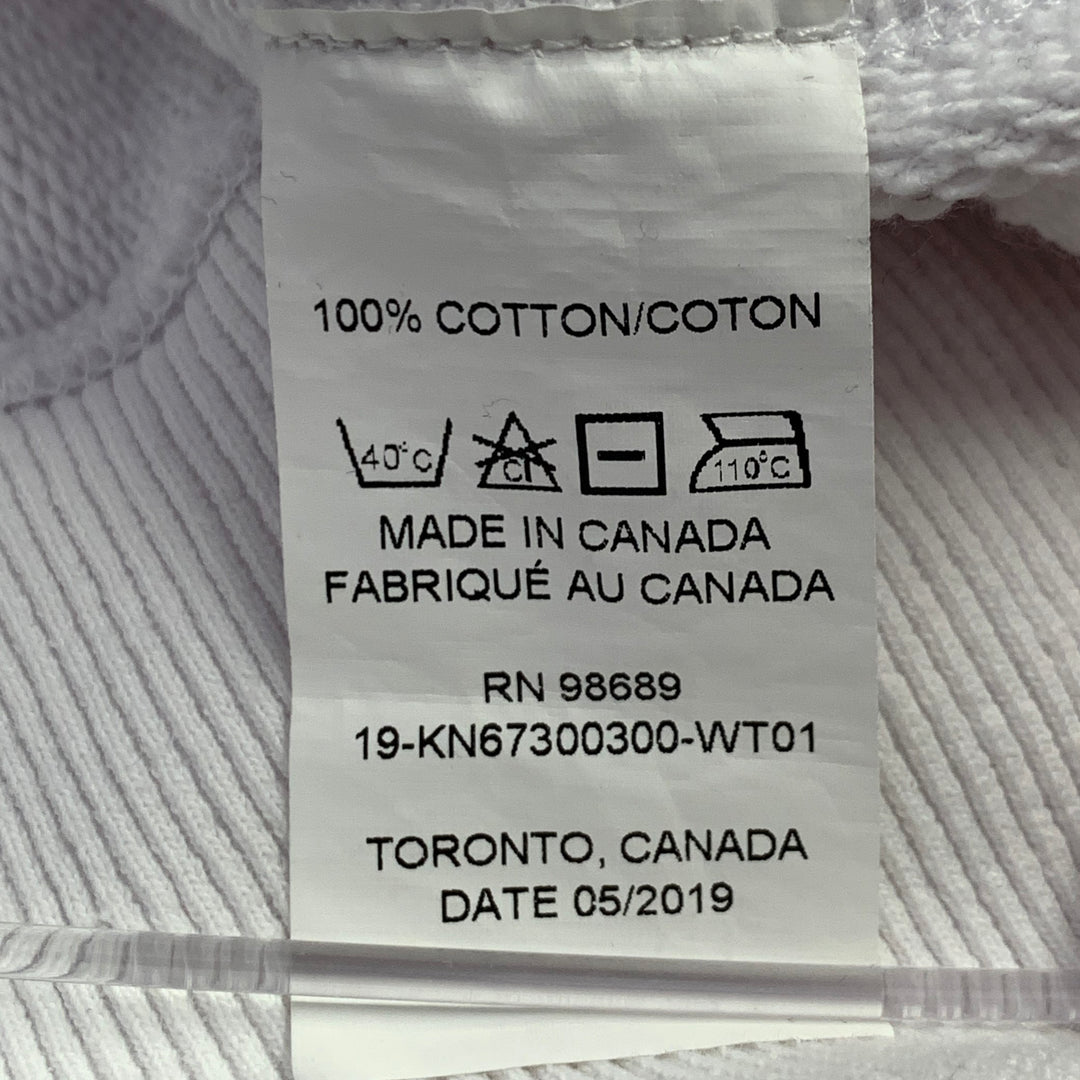 100% COTTON/COTON
40°C Cl 110°C
MADE IN CANADA
FABRIQUÉ AU CANADA
RN 98689
19-KN67300300-WT01
TORONTO, CANADA
DATE 05/2019